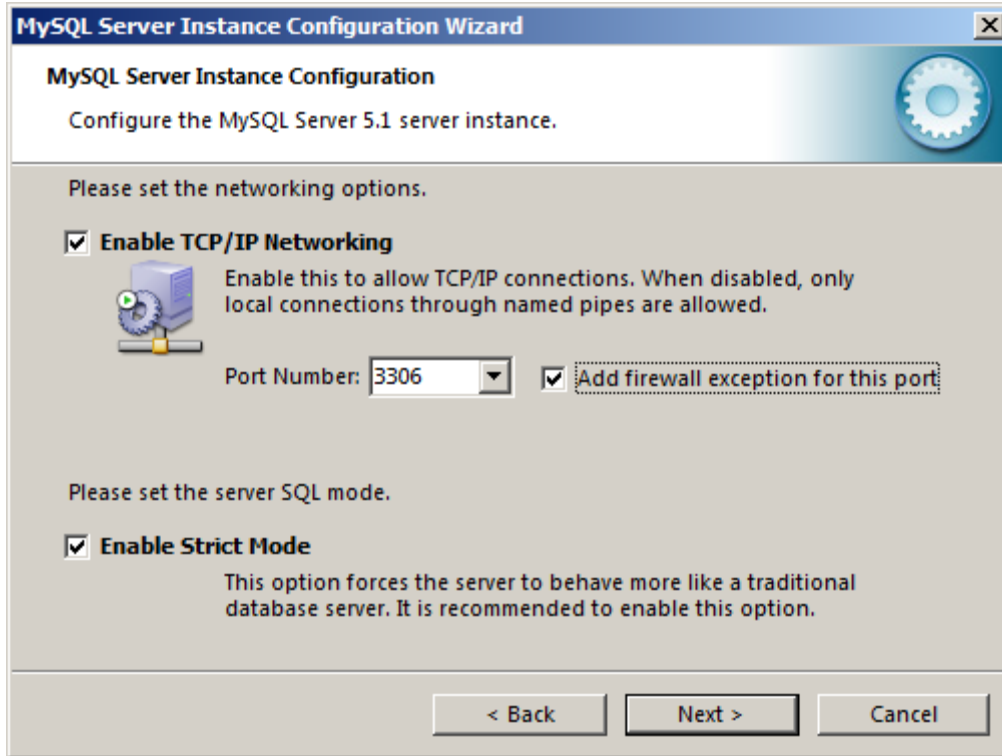 MySQL Server Instance Configuration Wizard
MySQL Server Instance Configuration
Configure the MySQL Server 5.1 server instance.
Please set the networking options.
Enable TCP/IP Networking
Enable this to allow TCP/IP connections. When disabled, only
local connections through named pipes are allowed.
Port Number: 3306 Add firewall exception for this port
Please set the server SQL mode.
Enable Strict Mode
This option forces the server to behave more like a traditional
database server. It is recommended to enable this option.
< Back Next > Cancel